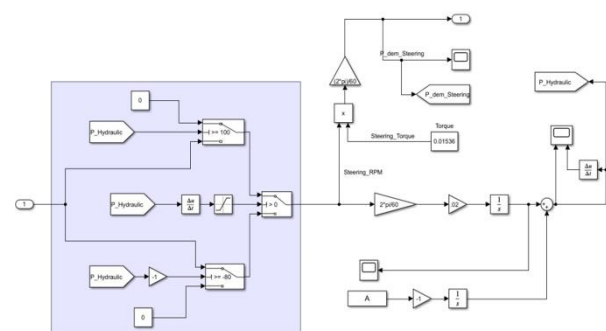 1
(2*pi)/60
P_dem_Steering
P_dem_Steering
P_Hydraulic
0
P_Hydraulic
>= 100
x
Torque
0.01536
Steering_Torque
Steering_RPM
1
P_Hydraulic
Δu
Δt
> 0
2*pi/60
.02
1
s
Δu
Δt
P_Hydraulic
-1
>= -80
0
A
-1
1
s